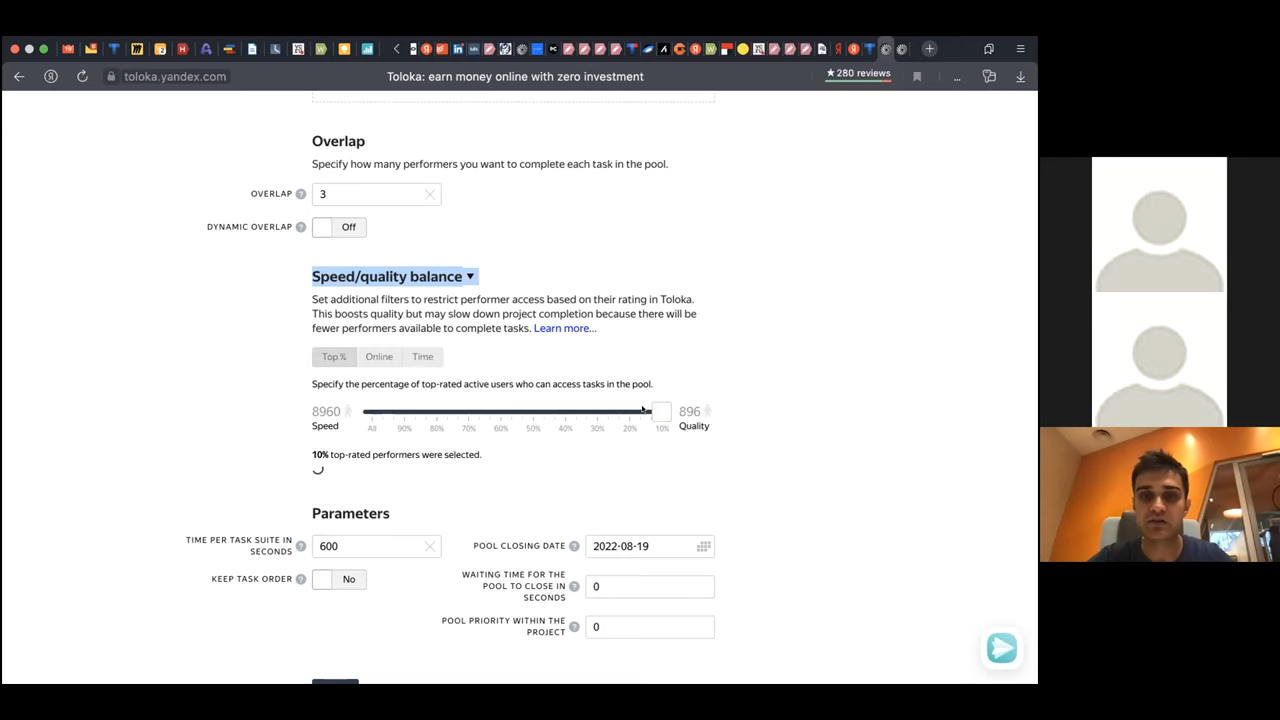 toloka.yandex.com
Toloka: earn money online with zero investment
★280 reviews
...
Overlap
Specify how many performers you want to complete each task in the pool.
OVERLAP ? 3
DYNAMIC OVERLAP ? Off
Speed/quality balance ▼
Set additional filters to restrict performer access based on their rating in Toloka.
This boosts quality but may slow down project completion because there will be
fewer performers available to complete tasks. Learn more...
Top % Online Time
Specify the percentage of top-rated active users who can access tasks in the pool.
8960 896
Speed All 90% 80% 70% 60% 50% 40% 30% 20% 10% Quality
10% top-rated performers were selected.
Parameters
TIME PER TASK SUITE IN
SECONDS ? 600
POOL CLOSING DATE ? 2022-08-19
KEEP TASK ORDER ? No
WAITING TIME FOR THE
POOL TO CLOSE IN
SECONDS ? 0
POOL PRIORITY WITHIN THE
PROJECT ? 0